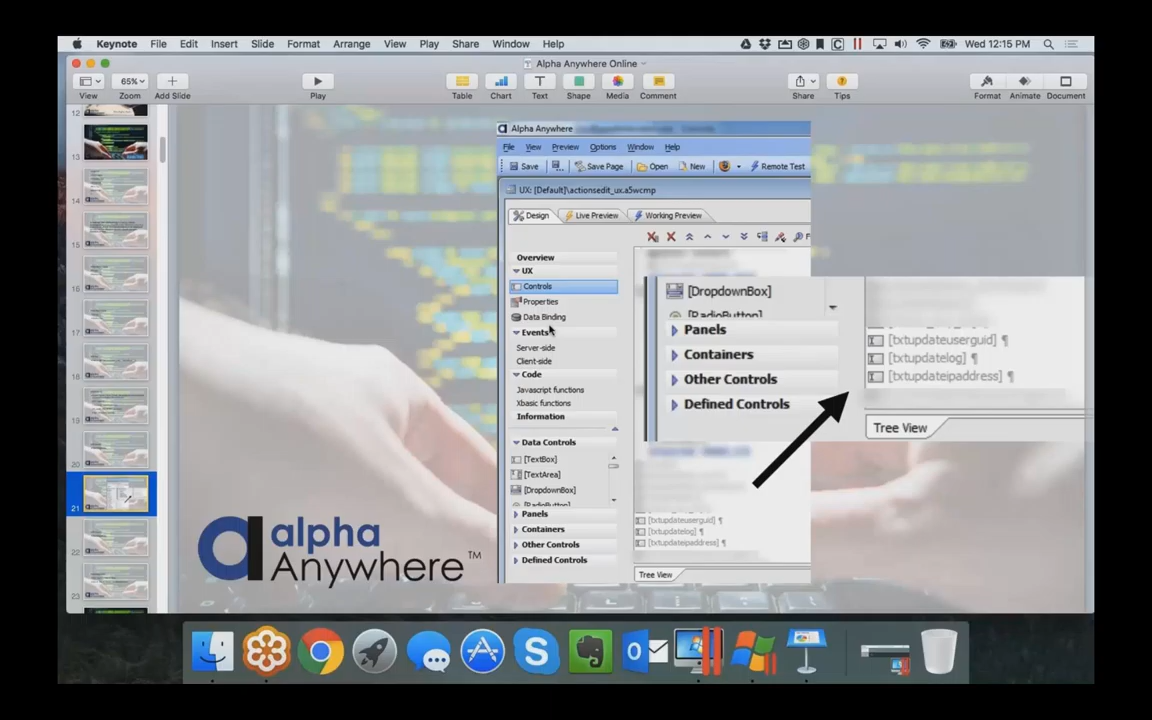 Keynote File Edit Insert Slide Format Arrange View Play Share Window Help Wed 12:15 PM
Alpha Anywhere Online
65%
View Zoom Add Slide Play Table Chart Text Shape Media Comment Share Tips Format Animate Document
12
13
14
15
16
17
18
19
20
21
22
23
Alpha Anywhere
File View Preview Options Window Help
Save Save Page Open New Remote Test
UX: [Default]\actionsedit_ux.a5wcmp
Design Live Preview Working Preview
Overview
UX
Controls
Properties
Data Binding
Events
Server-side
Client-side
Code
Javascript functions
Xbasic functions
Information
Data Controls
[TextBox]
[TextArea]
[DropdownBox]
[RadioButton]
Panels
Containers
Other Controls
Defined Controls
[txtupdateuserguid] ¶
[txtupdatelog] ¶
[txtupdateipaddress] ¶
Tree View
[DropdownBox]
[RadioButton]
Panels
Containers
Other Controls
Defined Controls
[txtupdateuserguid] ¶
[txtupdatelog] ¶
[txtupdateipaddress] ¶
Tree View
alpha
Anywhere™